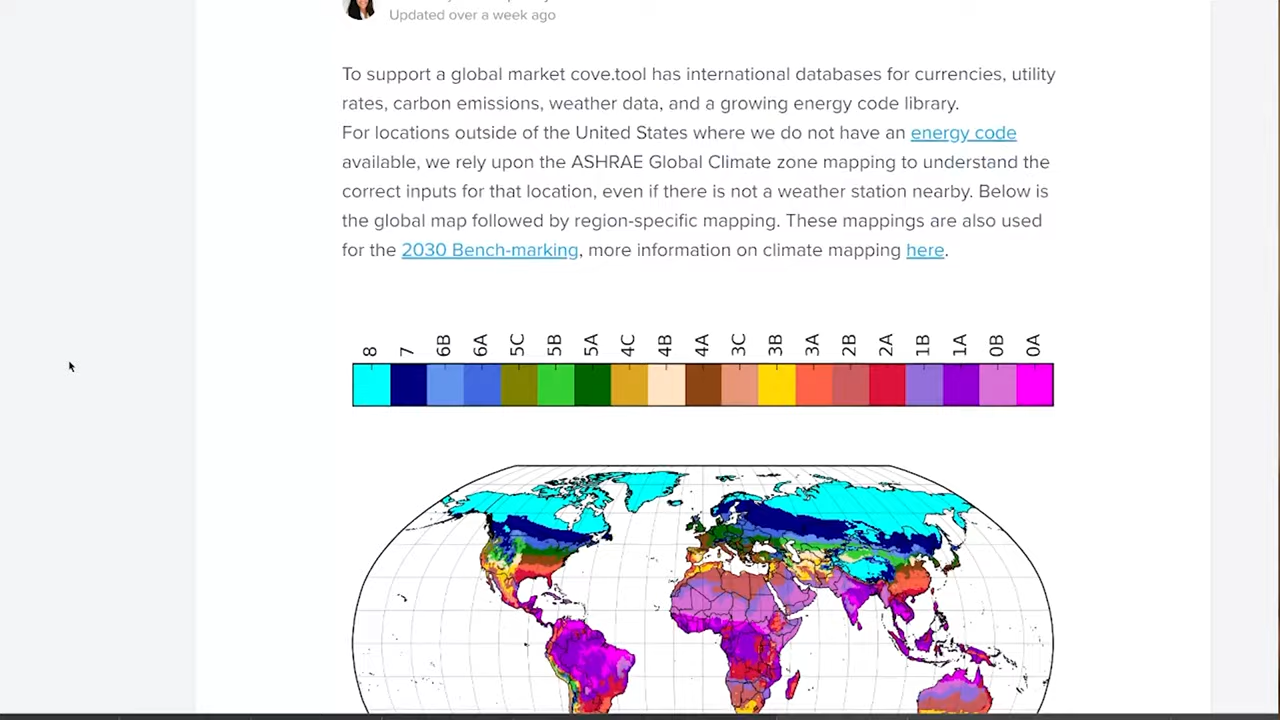 Updated over a week ago
To support a global market cove.tool has international databases for currencies, utility
rates, carbon emissions, weather data, and a growing energy code library.
For locations outside of the United States where we do not have an energy code
available, we rely upon the ASHRAE Global Climate zone mapping to understand the
correct inputs for that location, even if there is not a weather station nearby. Below is
the global map followed by region-specific mapping. These mappings are also used
for the 2030 Bench-marking, more information on climate mapping here.
8 7 6B 6A 5C 5B 5A 4C 4B 4A 3C 3B 3A 2B 2A 1B 1A 0B 0A